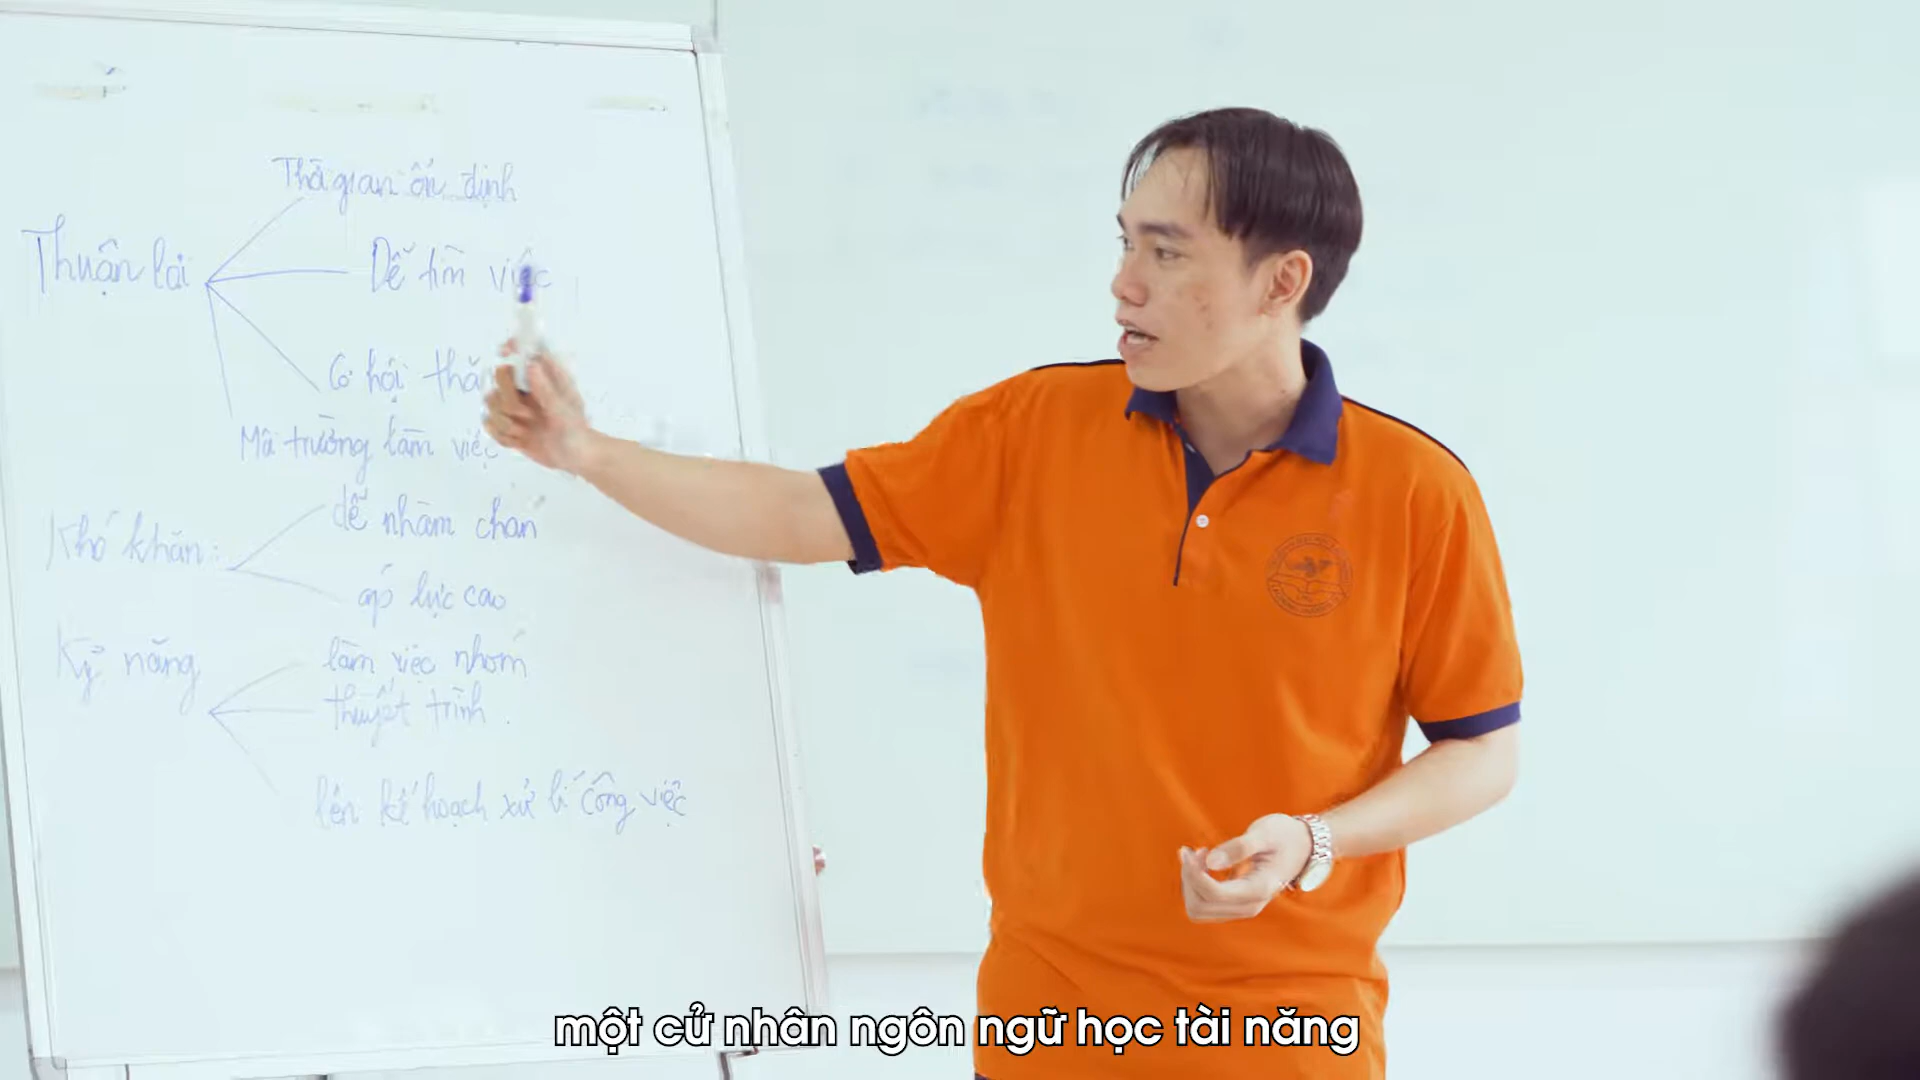 Thời gian ổn định
Thuận lợi
Dễ tìm việc
Cơ hội thă
Môi trường làm việc
dễ nhàm chán
Khó khăn:
áp lực cao
Kỹ năng
làm việc nhóm
thuyết trình.
lên kế hoạch xử lí công việc
một cử nhân ngôn ngữ học tài năng